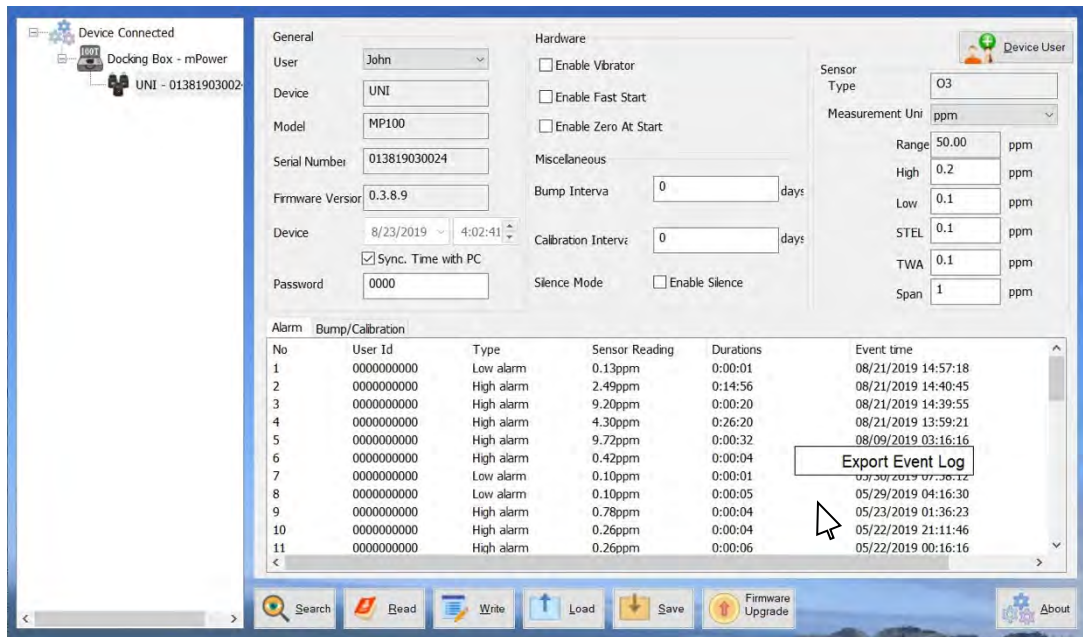 Device Connected
Docking Box - mPower
UNI - 01381903002
General
User John
Device UNI
Model MP100
Serial Number 013819030024
Firmware Versior 0.3.8.9
Device 8/23/2019 4:02:41
Sync. Time with PC
Password 0000
Hardware
Enable Vibrator
Enable Fast Start
Enable Zero At Start
Miscellaneous
Bump Interva 0 days
Calibration Interva 0 days
Silence Mode Enable Silence
Device User
Sensor
Type O3
Measurement Uni ppm
Range 50.00 ppm
High 0.2 ppm
Low 0.1 ppm
STEL 0.1 ppm
TWA 0.1 ppm
Span 1 ppm
Alarm Bump/Calibration
No User Id Type Sensor Reading Durations Event time
1 0000000000 Low alarm 0.13ppm 0:00:01 08/21/2019 14:57:18
2 0000000000 High alarm 2.49ppm 0:14:56 08/21/2019 14:40:45
3 0000000000 High alarm 9.20ppm 0:00:20 08/21/2019 14:39:55
4 0000000000 High alarm 4.30ppm 0:26:20 08/21/2019 13:59:21
5 0000000000 High alarm 9.72ppm 0:00:32 08/09/2019 03:16:16
6 0000000000 High alarm 0.42ppm 0:00:04
Export Event Log
7 0000000000 Low alarm 0.10ppm 0:00:01
8 0000000000 Low alarm 0.10ppm 0:00:05 05/29/2019 04:16:30
9 0000000000 High alarm 0.78ppm 0:00:04 05/23/2019 01:36:23
10 0000000000 High alarm 0.26ppm 0:00:04 05/22/2019 21:11:46
11 0000000000 High alarm 0.26ppm 0:00:06 05/22/2019 00:16:16
Search Read Write Load Save Firmware Upgrade About